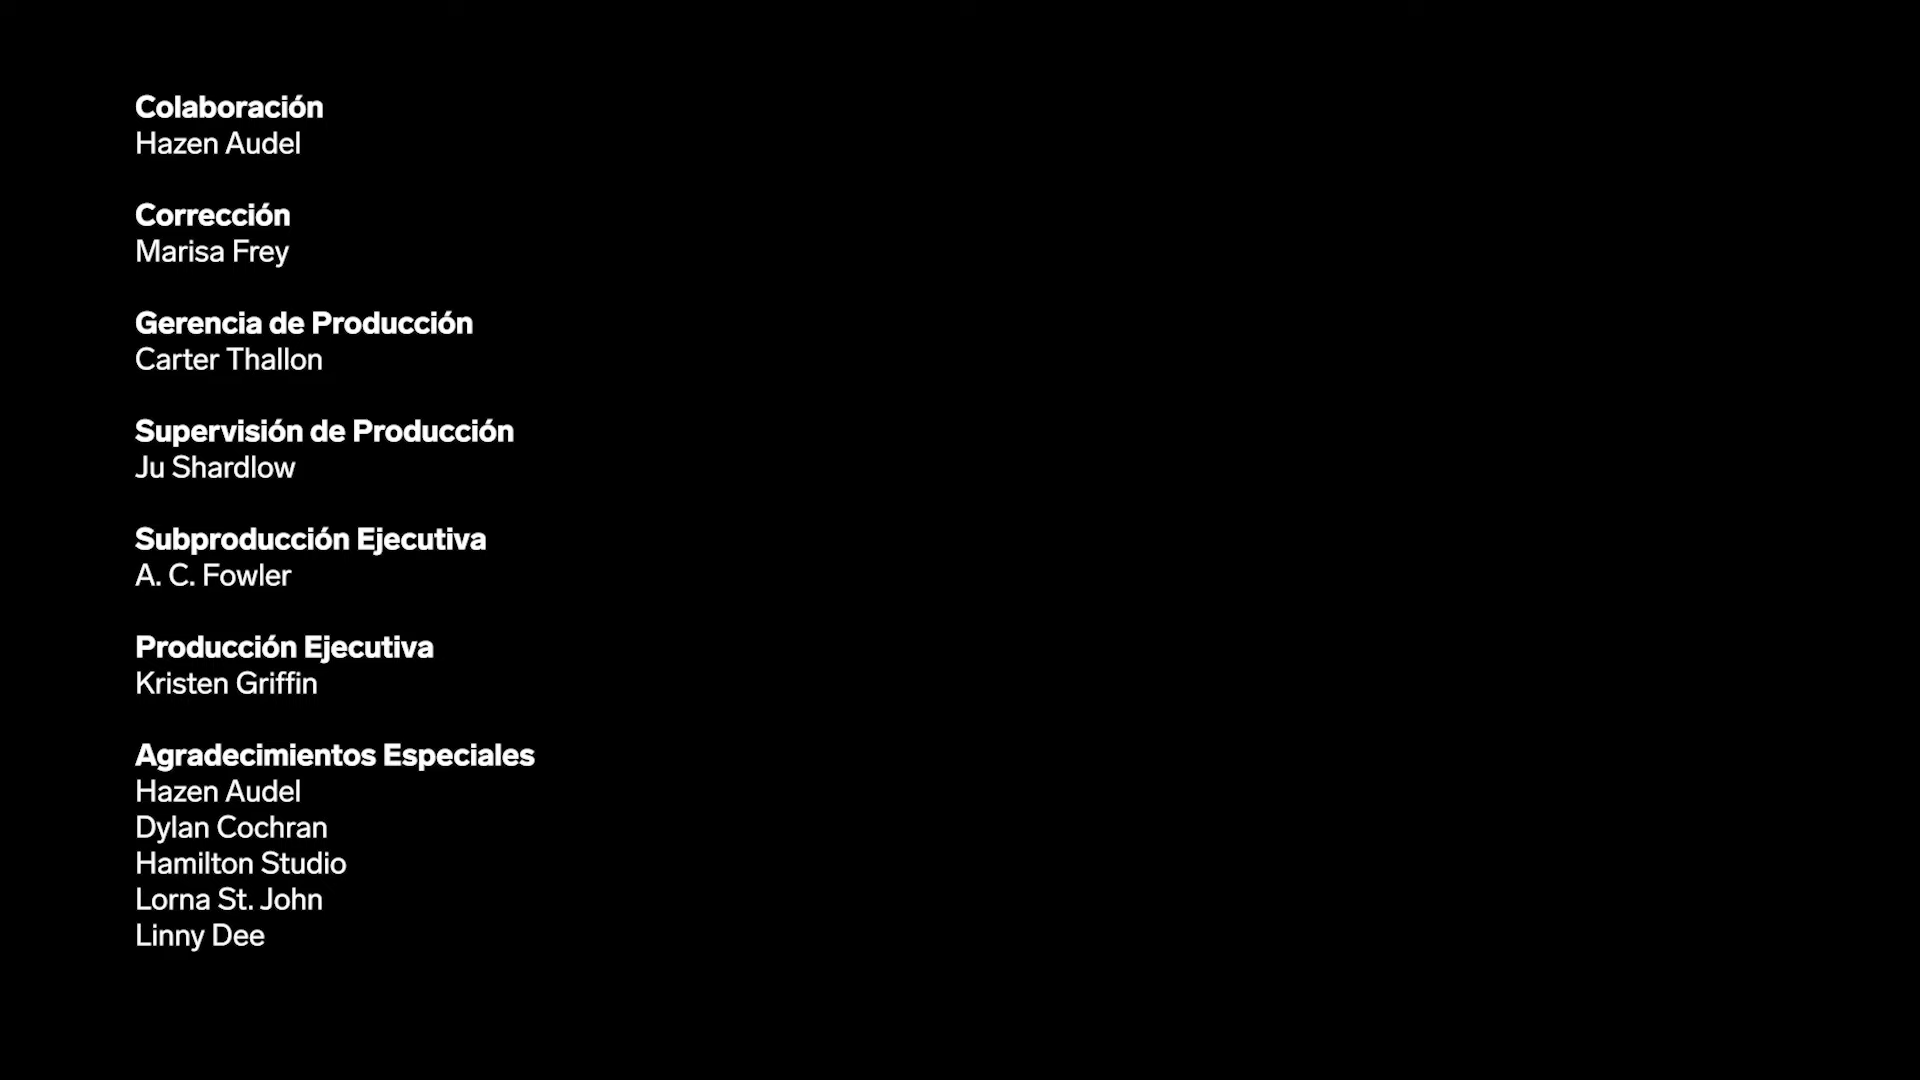 Colaboración
Hazen Audel
Corrección
Marisa Frey
Gerencia de Producción
Carter Thallon
Supervisión de Producción
Ju Shardlow
Subproducción Ejecutiva
A. C. Fowler
Producción Ejecutiva
Kristen Griffin
Agradecimientos Especiales
Hazen Audel
Dylan Cochran
Hamilton Studio
Lorna St. John
Linny Dee